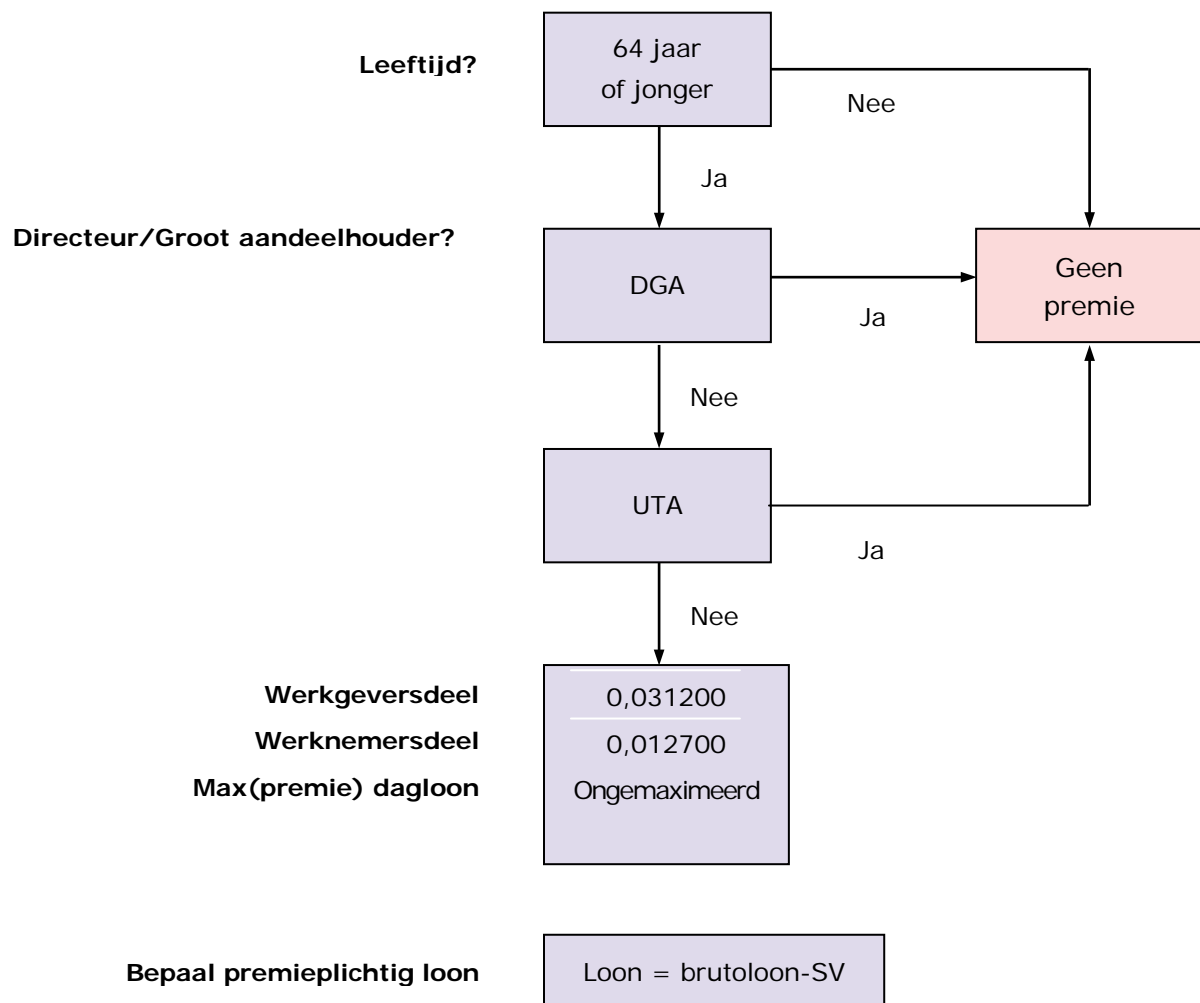 Leeftijd?
64 jaar
of jonger
Nee
Ja
Directeur/Groot aandeelhouder?
DGA
Ja
Geen
premie
Nee
UTA
Ja
Nee
Werkgeversdeel
0,031200
Werknemersdeel
0,012700
Max(premie) dagloon
Ongemaximeerd
Bepaal premieplichtig loon
Loon = brutoloon-SV